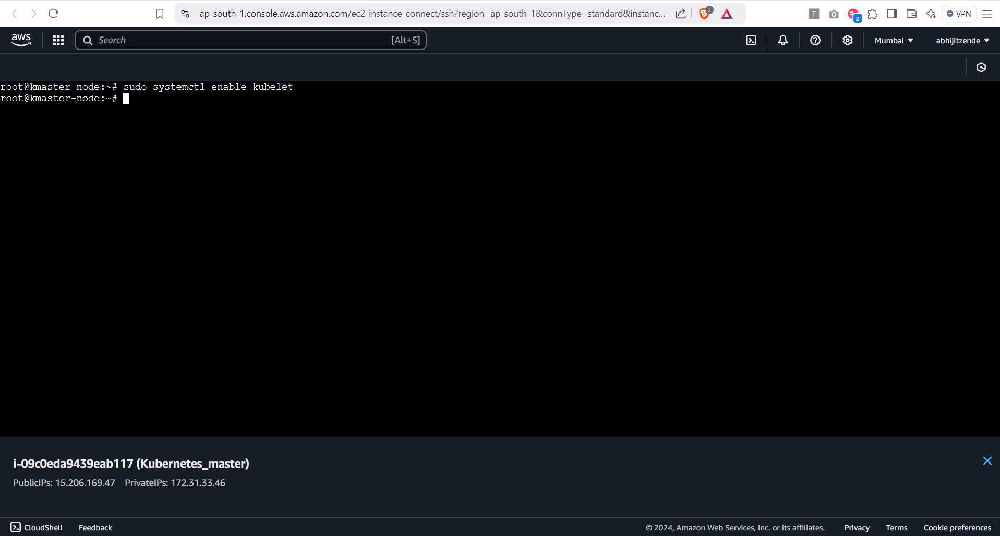 ap-south-1.console.aws.amazon.com/ec2-instance-connect/ssh?region=ap-south-1&connType=standard&instanc...
2
T
2
VPN
aws
Search
[Alt+S]
Mumbai
abhijitzende
root@kmaster-node:~# sudo systemctl enable kubelet
root@kmaster-node:~#
i-09c0eda9439eab117 (Kubernetes_master)
PublicIPs: 15.206.169.47 PrivateIPs: 172.31.33.46
CloudShell Feedback © 2024, Amazon Web Services, Inc. or its affiliates. Privacy Terms Cookie preferences